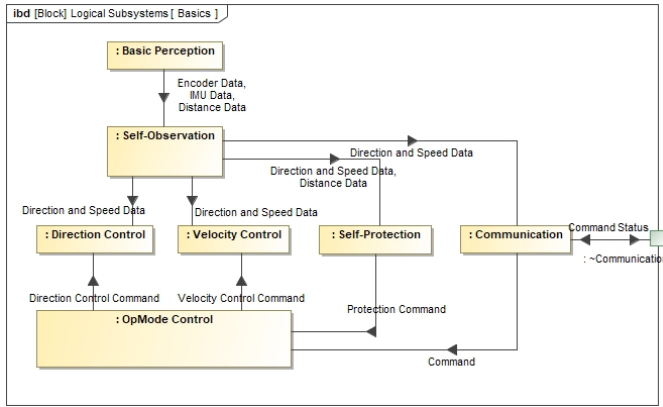 ibd [Block] Logical Subsystems [ Basics ]
: Basic Perception
Encoder Data,
IMU Data,
Distance Data
: Self-Observation
Direction and Speed Data
Direction and Speed Data,
Distance Data
Direction and Speed Data
Direction and Speed Data
: Direction Control
: Velocity Control
: Self-Protection
: Communication
Command Status
: ~Communicatio
Direction Control Command
Velocity Control Command
Protection Command
: OpMode Control
Command